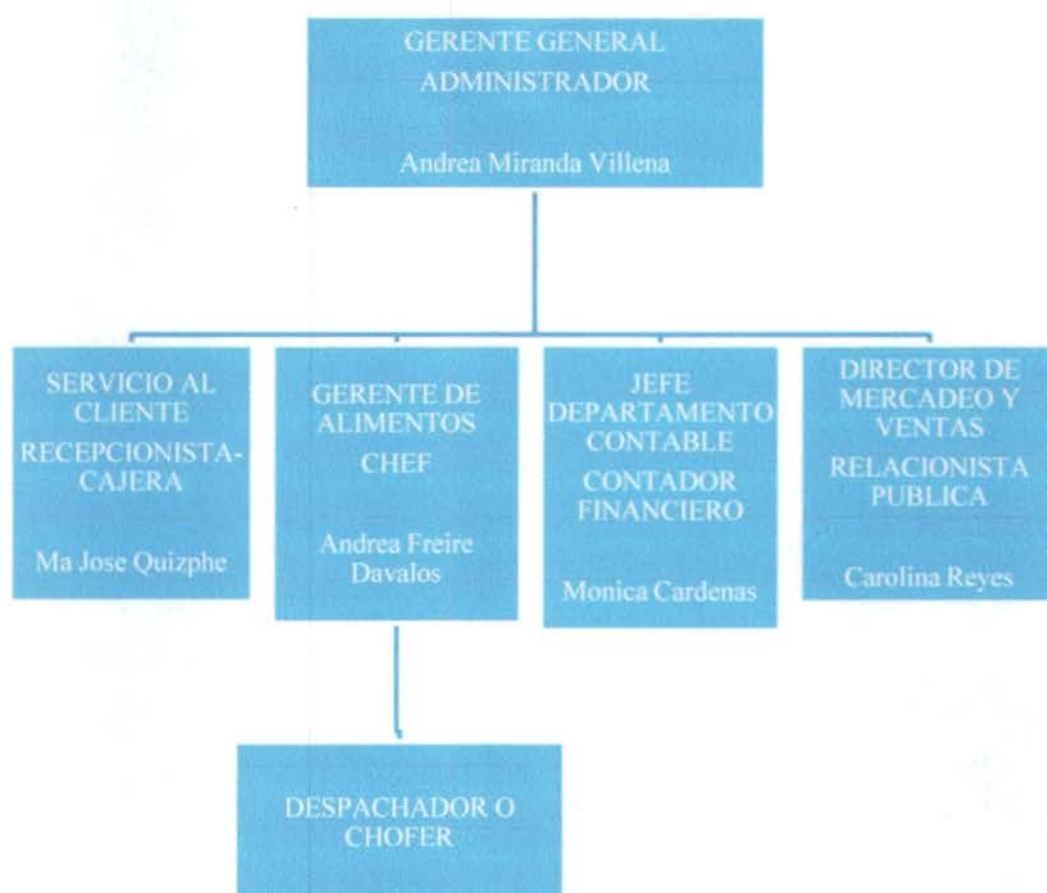 GERENTE GENERAL
ADMINISTRADOR
Andrea Miranda Villena
SERVICIO AL
CLIENTE
RECEPCIONISTA-
CAJERA
Ma Jose Quizphe
GERENTE DE
ALIMENTOS
CHEF
Andrea Freire
Davalos
JEFE
DEPARTAMENTO
CONTABLE
CONTADOR
FINANCIERO
Monica Cardenas
DIRECTOR DE
MERCADEO Y
VENTAS
RELACIONISTA
PUBLICA
Carolina Reyes
DESPACHADOR O
CHOFER